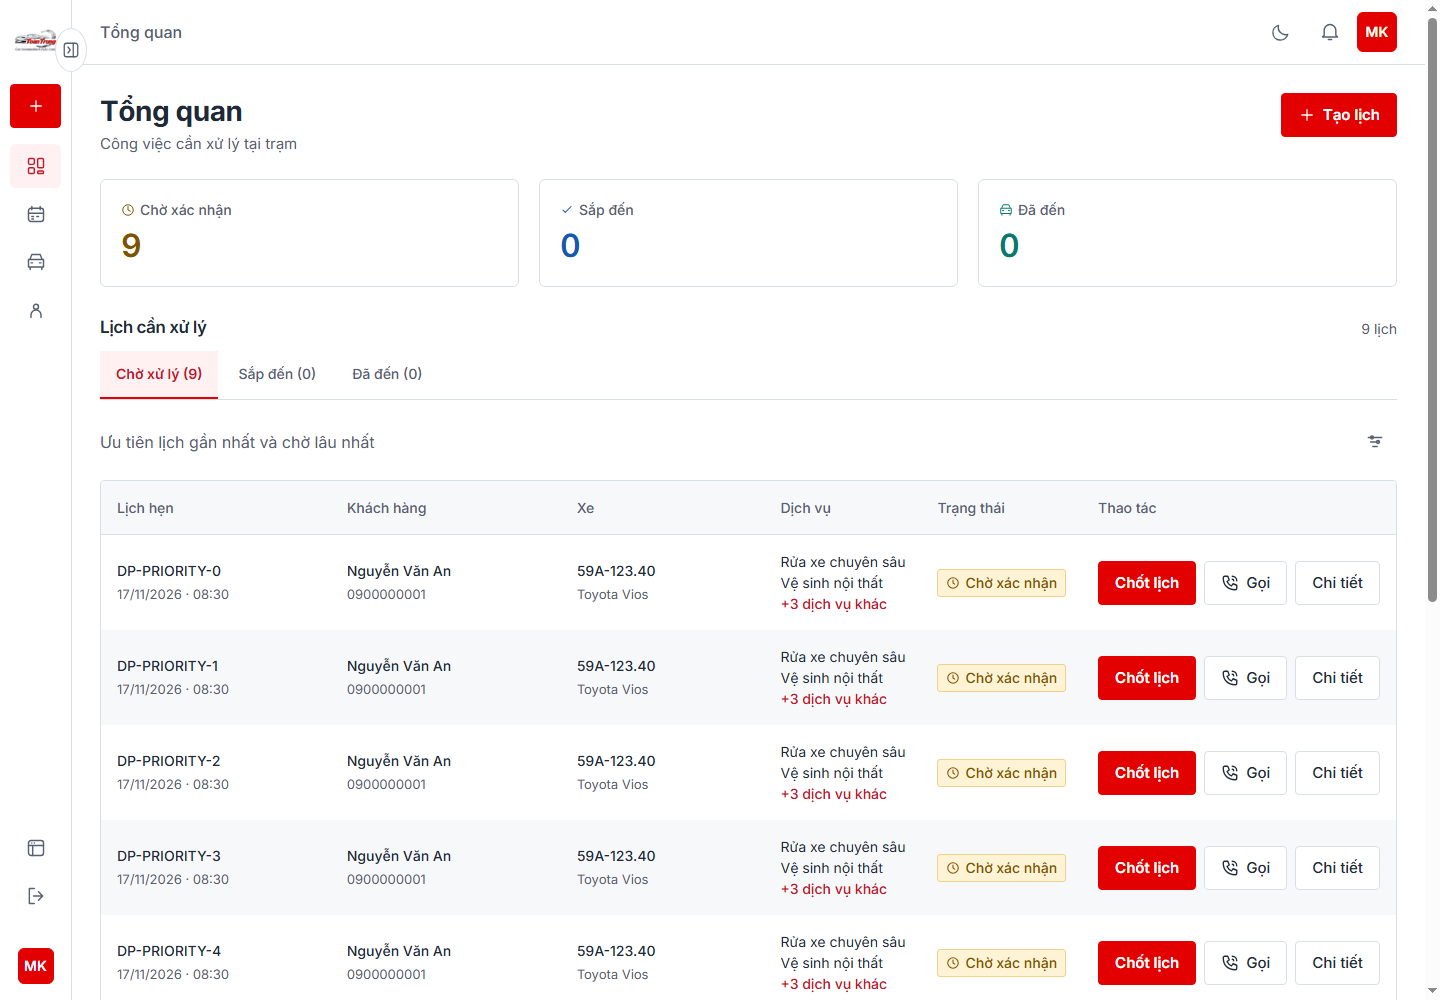 Toàn Trung
Tổng quan
MK
Tổng quan
Công việc cần xử lý tại trạm
+ Tạo lịch
Chờ xác nhận
9
Sắp đến
0
Đã đến
0
Lịch cần xử lý
9 lịch
Chờ xử lý (9)
Sắp đến (0)
Đã đến (0)
Ưu tiên lịch gần nhất và chờ lâu nhất
Lịch hẹn
Khách hàng
Xe
Dịch vụ
Trạng thái
Thao tác
DP-PRIORITY-0
17/11/2026 · 08:30
Nguyễn Văn An
0900000001
59A-123.40
Toyota Vios
Rửa xe chuyên sâu
Vệ sinh nội thất
+3 dịch vụ khác
Chờ xác nhận
Chốt lịch
Gọi
Chi tiết
DP-PRIORITY-1
17/11/2026 · 08:30
Nguyễn Văn An
0900000001
59A-123.40
Toyota Vios
Rửa xe chuyên sâu
Vệ sinh nội thất
+3 dịch vụ khác
Chờ xác nhận
Chốt lịch
Gọi
Chi tiết
DP-PRIORITY-2
17/11/2026 · 08:30
Nguyễn Văn An
0900000001
59A-123.40
Toyota Vios
Rửa xe chuyên sâu
Vệ sinh nội thất
+3 dịch vụ khác
Chờ xác nhận
Chốt lịch
Gọi
Chi tiết
DP-PRIORITY-3
17/11/2026 · 08:30
Nguyễn Văn An
0900000001
59A-123.40
Toyota Vios
Rửa xe chuyên sâu
Vệ sinh nội thất
+3 dịch vụ khác
Chờ xác nhận
Chốt lịch
Gọi
Chi tiết
DP-PRIORITY-4
17/11/2026 · 08:30
Nguyễn Văn An
0900000001
59A-123.40
Toyota Vios
Rửa xe chuyên sâu
Vệ sinh nội thất
+3 dịch vụ khác
Chờ xác nhận
Chốt lịch
Gọi
Chi tiết
MK